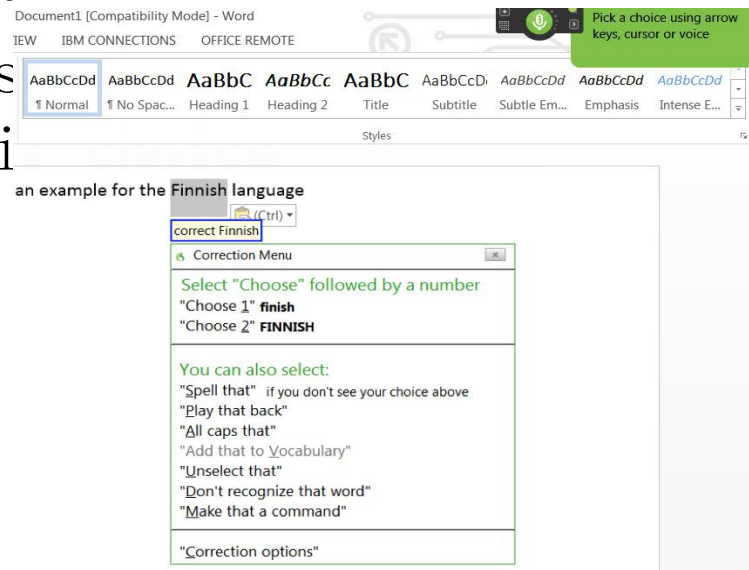 Document1 [Compatibility Mode] - Word
Pick a choice using arrow
keys, cursor or voice
IEW IBM CONNECTIONS OFFICE REMOTE
S
AaBbCcDd AaBbCcDd AaBbC AaBbCc AaBbC AaBbCcD AaBbCcDd AaBbCcDd AaBbCcDd
¶ Normal ¶ No Spac... Heading 1 Heading 2 Title Subtitle Subtle Em... Emphasis Intense E...
Styles
i
an example for the Finnish language
(Ctrl)
correct Finnish
Correction Menu
Select "Choose" followed by a number
"Choose 1" finish
"Choose 2" FINNISH
You can also select:
"Spell that" if you don't see your choice above
"Play that back"
"All caps that"
"Add that to Vocabulary"
"Unselect that"
"Don't recognize that word"
"Make that a command"
"Correction options"